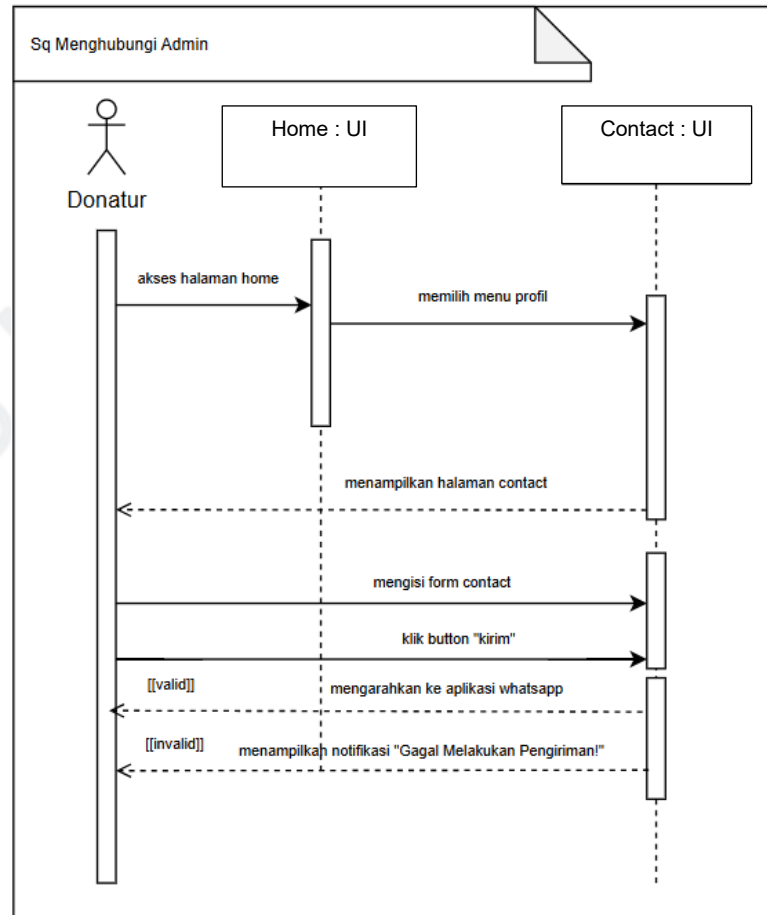 Sq Menghubungi Admin
Home : UI
Contact : UI
Donatur
akses halaman home
memilih menu profil
menampilkan halaman contact
mengisi form contact
klik button "kirim"
[[valid]]
mengarahkan ke aplikasi whatsapp
[[invalid]]
menampilkan notifikasi "Gagal Melakukan Pengiriman!"